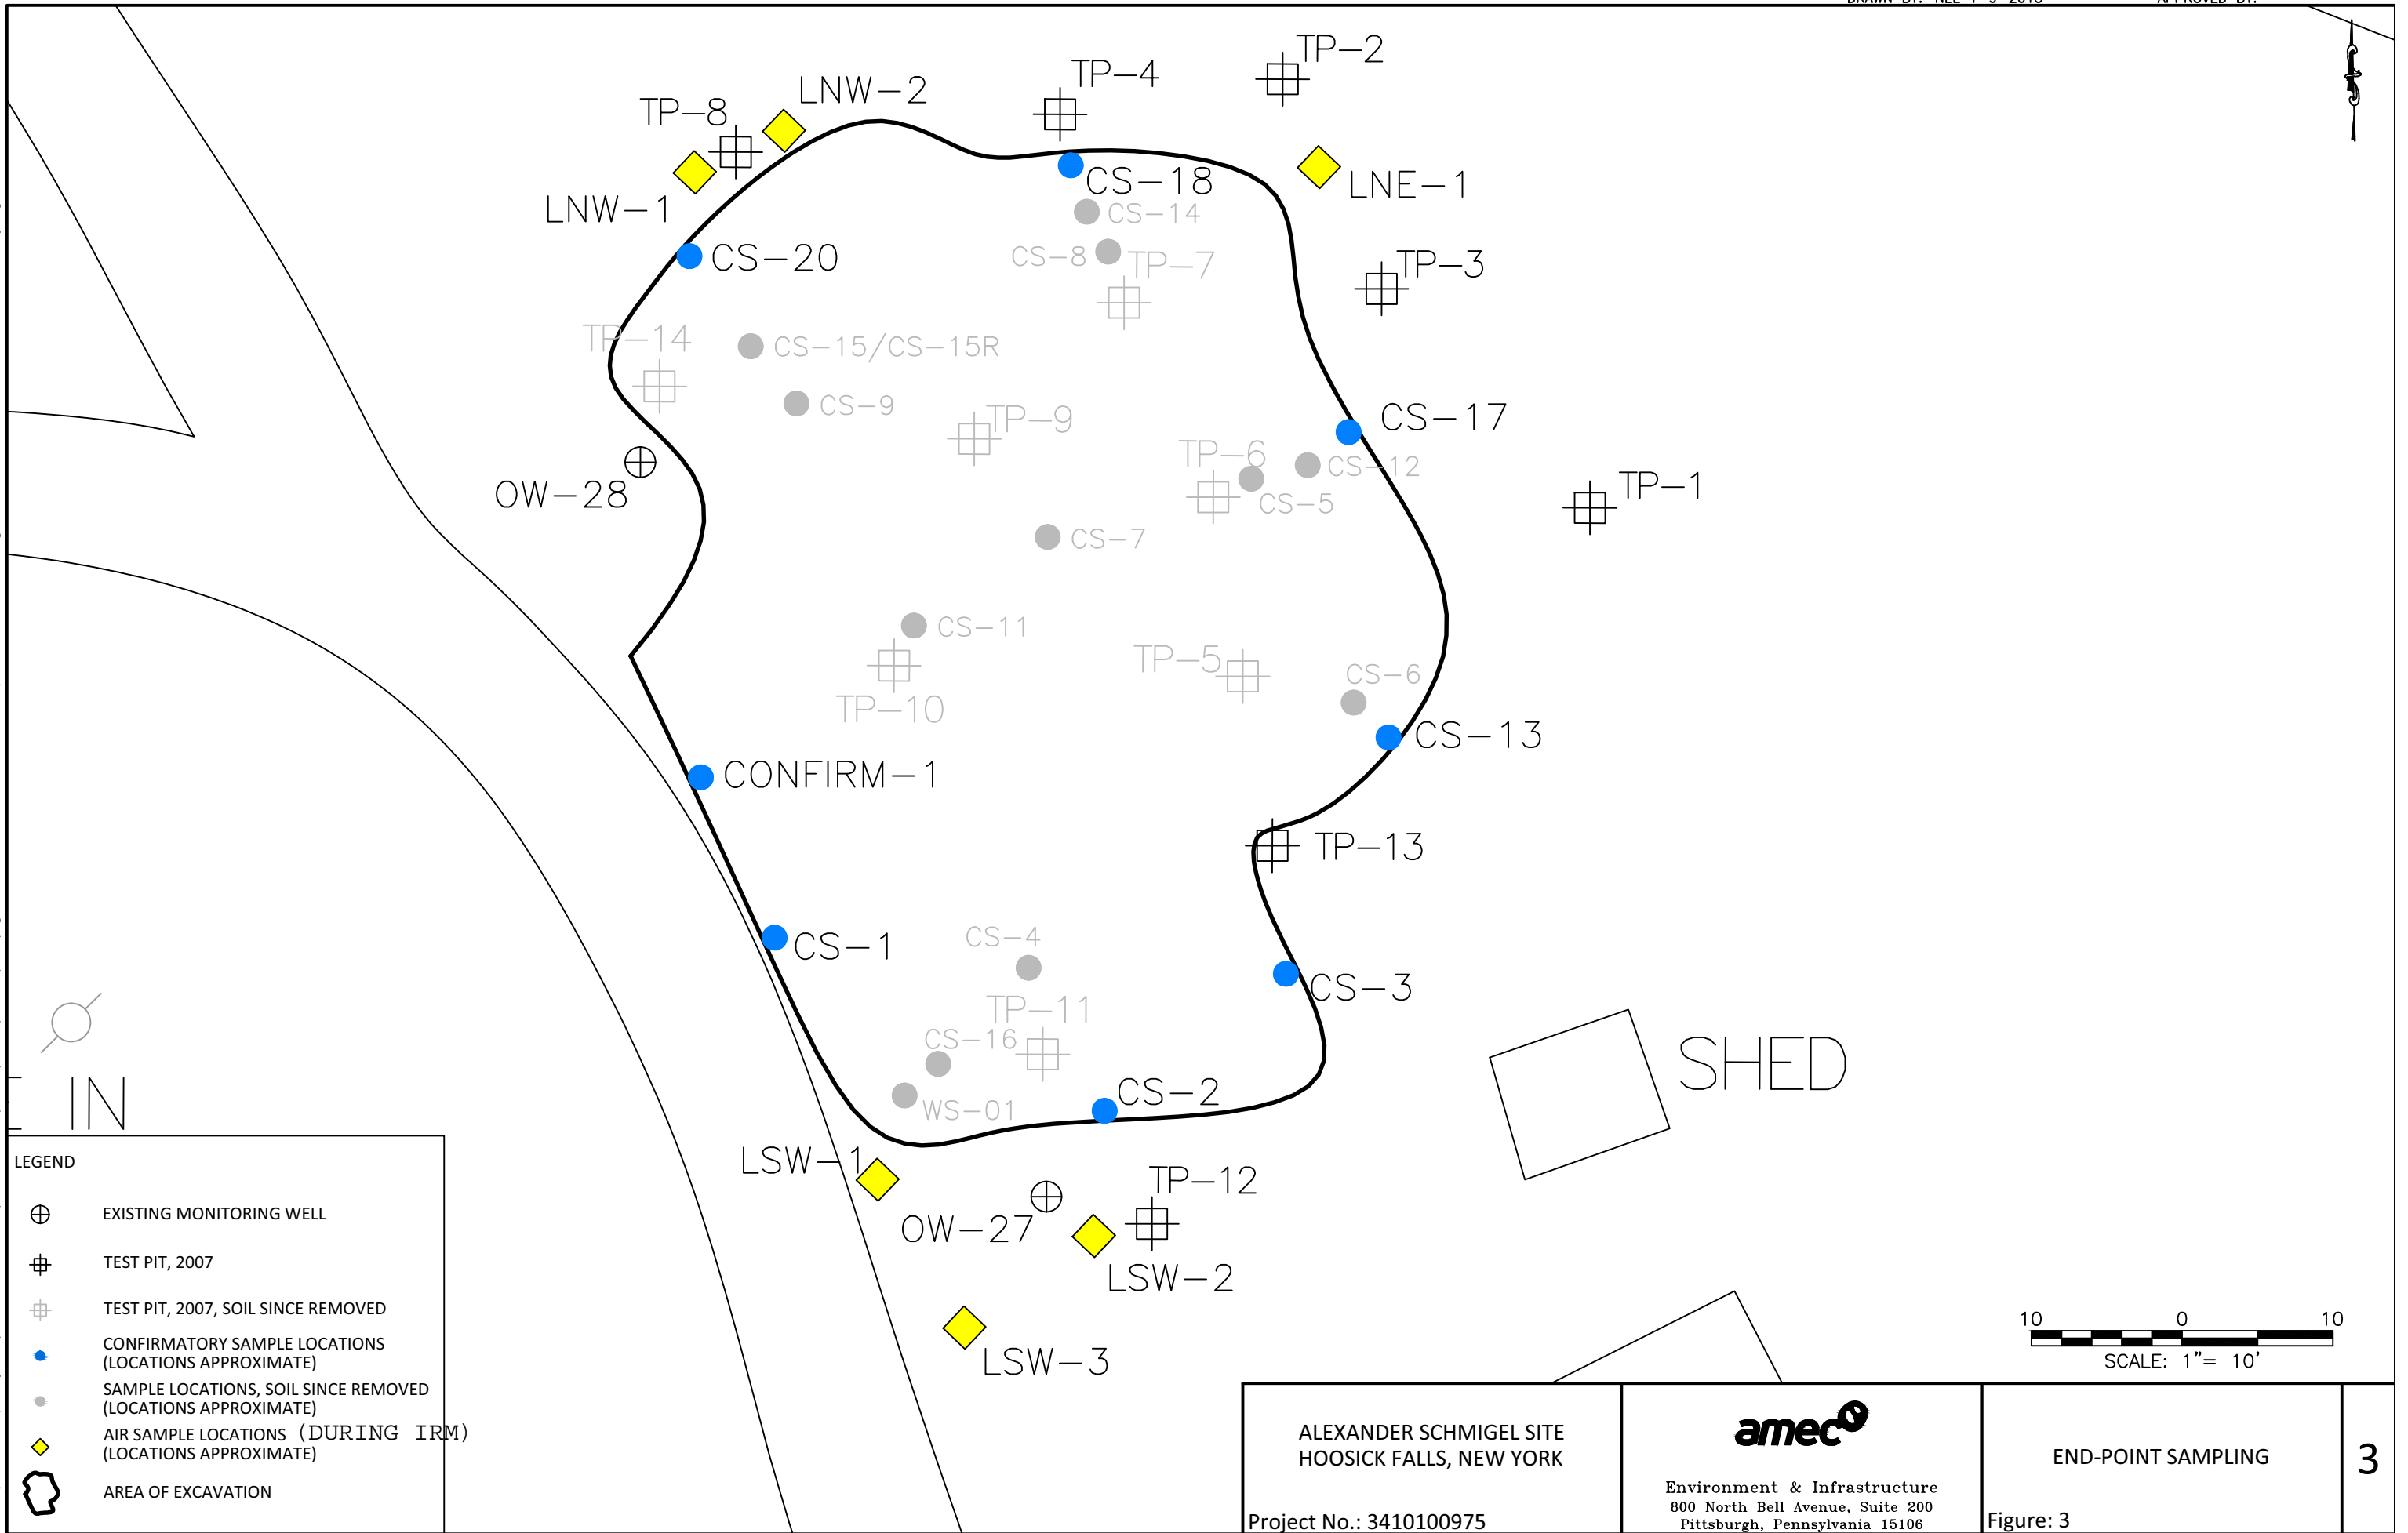 TP-2
TP-4
LNW-2
TP-8
LNE-1
CS-18
LNW-1
CS-14
CS-20
CS-8
TP-7
TP-3
TP-14
CS-15/CS-15R
CS-9
TP-9
CS-17
TP-6
CS-12
OW-28
CS-5
TP-1
CS-7
CS-11
TP-5
CS-6
TP-10
CS-13
CONFIRM-1
TP-13
CS-4
CS-1
CS-3
TP-11
CS-16
SHED
CS-2
WS-01
IN
LSW-1
TP-12
OW-27
LSW-2
LSW-3
LEGEND
EXISTING MONITORING WELL
TEST PIT, 2007
TEST PIT, 2007, SOIL SINCE REMOVED
CONFIRMATORY SAMPLE LOCATIONS
(LOCATIONS APPROXIMATE)
SAMPLE LOCATIONS, SOIL SINCE REMOVED
(LOCATIONS APPROXIMATE)
AIR SAMPLE LOCATIONS (DURING IRM)
(LOCATIONS APPROXIMATE)
AREA OF EXCAVATION
10 0 10
SCALE: 1"= 10'
ALEXANDER SCHMIGEL SITE
HOOSICK FALLS, NEW YORK
Project No.: 3410100975
amec
Environment & Infrastructure
800 North Bell Avenue, Suite 200
Pittsburgh, Pennsylvania 15106
END-POINT SAMPLING
Figure: 3
3